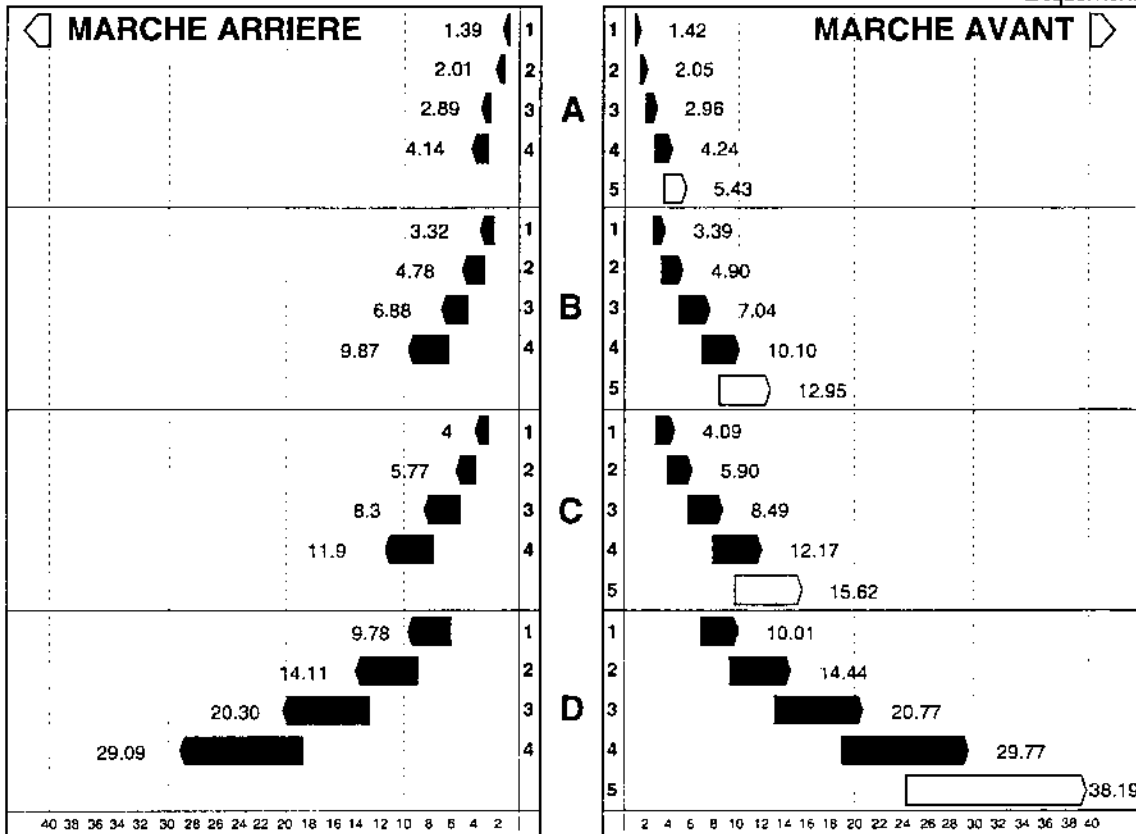 MARCHE ARRIERE
MARCHE AVANT
1.39 1 1 1.42
2.01 2 2 2.05
2.89 3 A 3 2.96
4.14 4 4 4.24
5 5.43
3.32 1 1 3.39
4.78 2 2 4.90
6.88 3 B 3 7.04
9.87 4 4 10.10
5 12.95
4 1 1 4.09
5.77 2 2 5.90
8.3 3 C 3 8.49
11.9 4 4 12.17
5 15.62
9.78 1 1 10.01
14.11 2 2 14.44
20.30 3 D 3 20.77
29.09 4 4 29.77
5 38.19
40 38 36 34 32 30 28 26 24 22 20 18 16 14 12 10 8 6 4 2 2 4 6 8 10 12 14 16 18 20 22 24 26 28 30 32 34 36 38 40